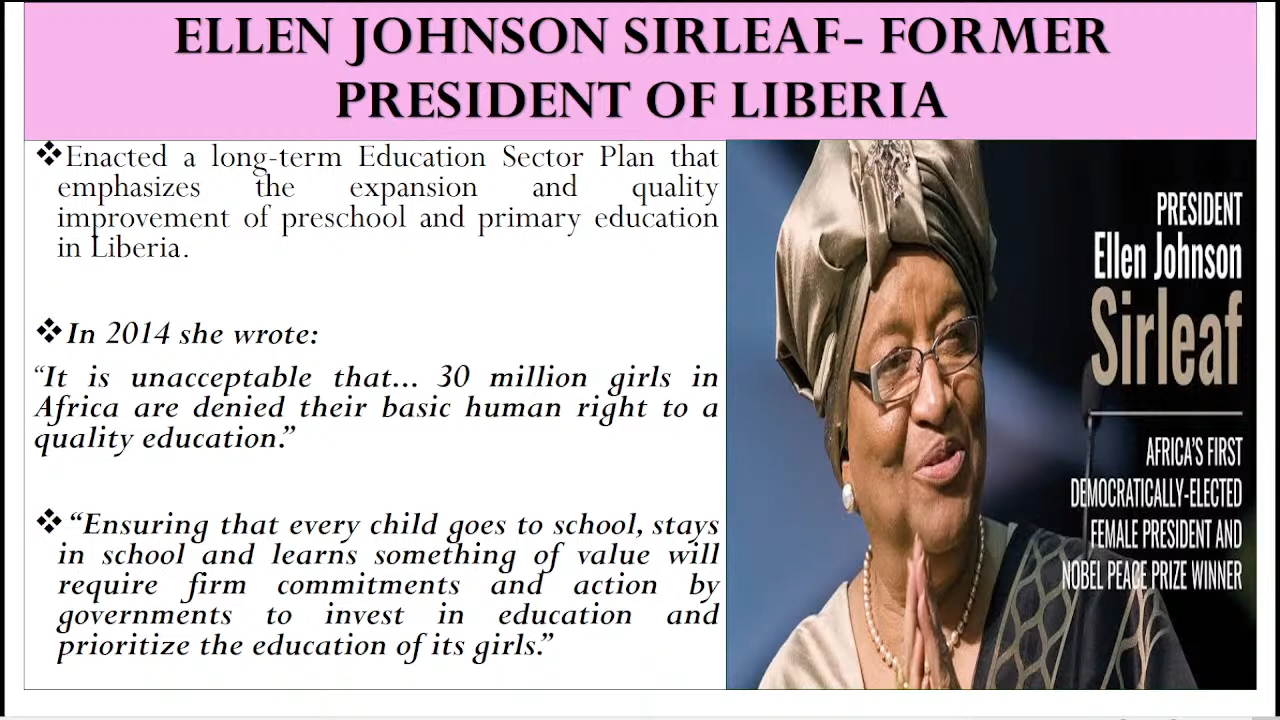 ELLEN JOHNSON SIRLEAF- FORMER
PRESIDENT OF LIBERIA
❖Enacted a long-term Education Sector Plan that
emphasizes the expansion and quality
improvement of preschool and primary education
in Liberia.
❖In 2014 she wrote:
“It is unacceptable that... 30 million girls in
Africa are denied their basic human right to a
quality education.”
❖“Ensuring that every child goes to school, stays
in school and learns something of value will
require firm commitments and action by
governments to invest in education and
prioritize the education of its girls.”
PRESIDENT
Ellen Johnson
Sirleaf
AFRICA'S FIRST
DEMOCRATICALLY-ELECTED
FEMALE PRESIDENT AND
NOBEL PEACE PRIZE WINNER